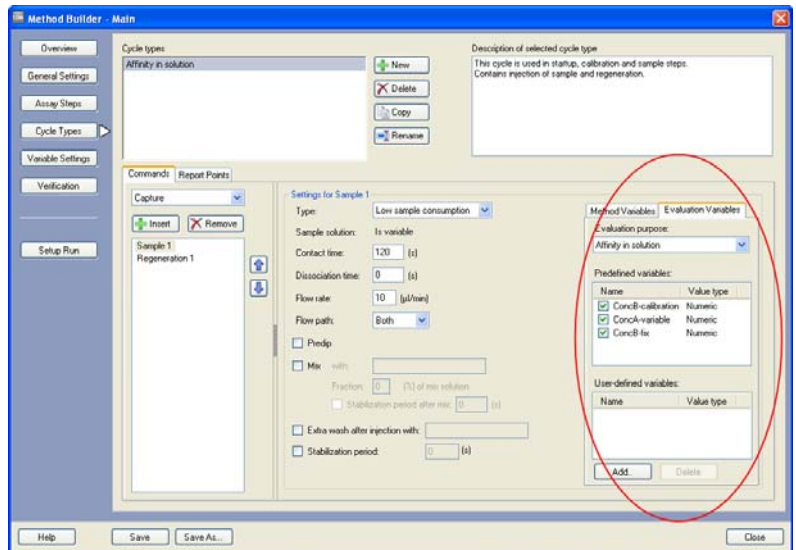 Method Builder - Main
Overview
General Settings
Assay Steps
Cycle Types
Variable Settings
Verification
Setup Run
Cycle types
Affinity in solution
New
Delete
Copy
Rename
Description of selected cycle type
This cycle is used in startup, calibration and sample steps.
Contains injection of sample and regeneration.
Commands Report Points
Capture
Insert Remove
Sample 1
Regeneration 1
Settings for Sample 1
Type: Low sample consumption
Sample solution: Is variable
Contact time: 120 (s)
Dissociation time: 0 (s)
Flow rate: 10 (µl/min)
Flow path: Both
Predip
Mix with:
Fraction: 0 (%) of mix solution
Stabilization period after mix: 0 (s)
Extra wash after injection with:
Stabilization period: 0 (s)
Method Variables Evaluation Variables
Evaluation purpose:
Affinity in solution
Predefined variables:
Name Value type
ConcB-calibration Numeric
ConcA-variable Numeric
ConcB-fix Numeric
User-defined variables:
Name Value type
Add.. Delete
Help Save Save As... Close